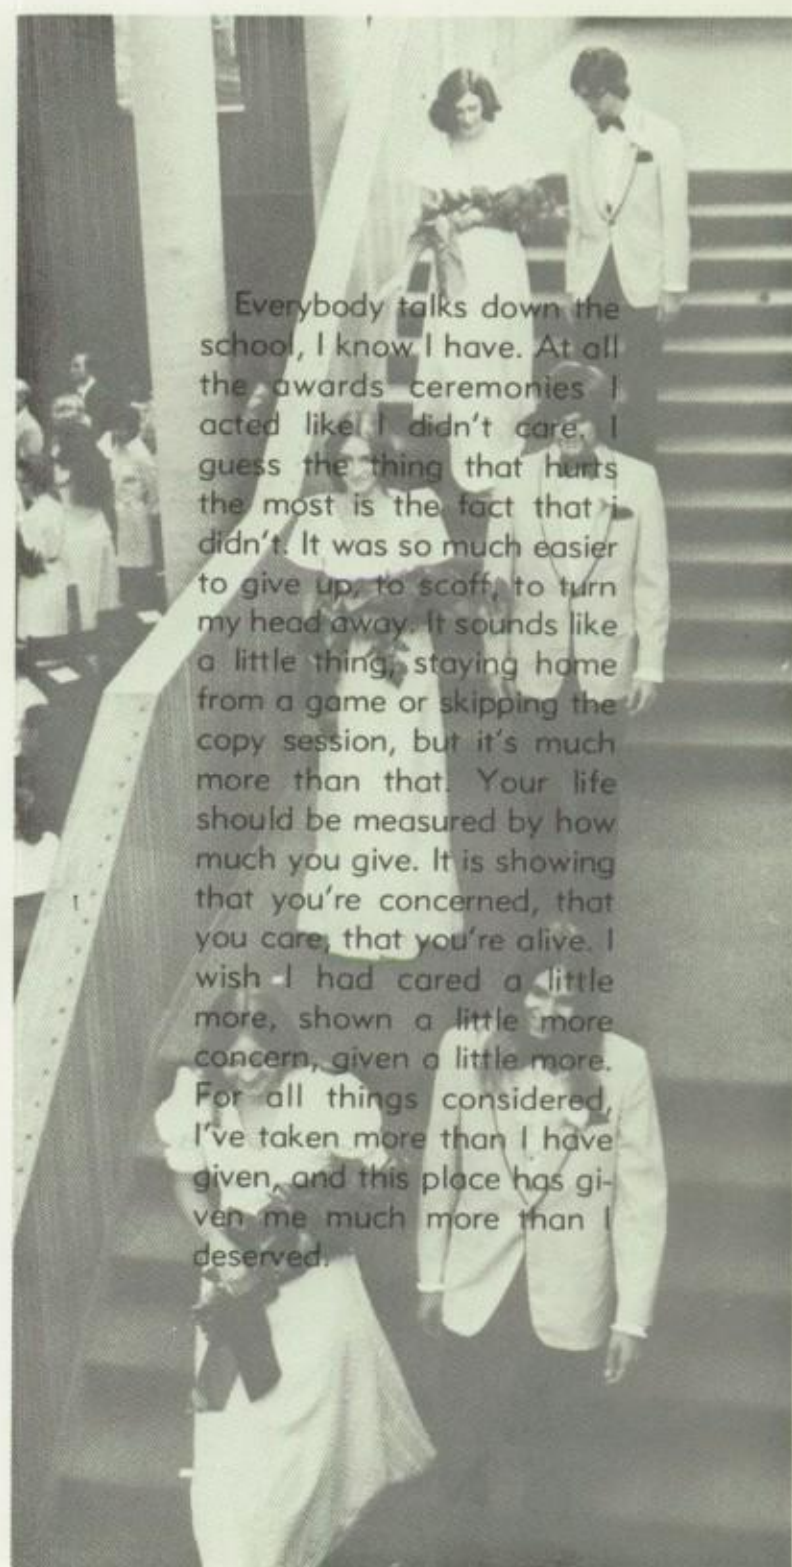 Everybody talks down the
school, I know I have. At all
the awards ceremonies I
acted like I didn't care. I
guess the thing that hurts
the most is the fact that i
didn't. It was so much easier
to give up, to scoff, to turn
my head away. It sounds like
a little thing, staying home
from a game or skipping the
copy session, but it's much
more than that. Your life
should be measured by how
much you give. It is showing
that you're concerned, that
you care, that you're alive. I
wish I had cared a little
more, shown a little more
concern, given a little more.
For all things considered,
I've taken more than I have
given, and this place has gi-
ven me much more than I
deserved.